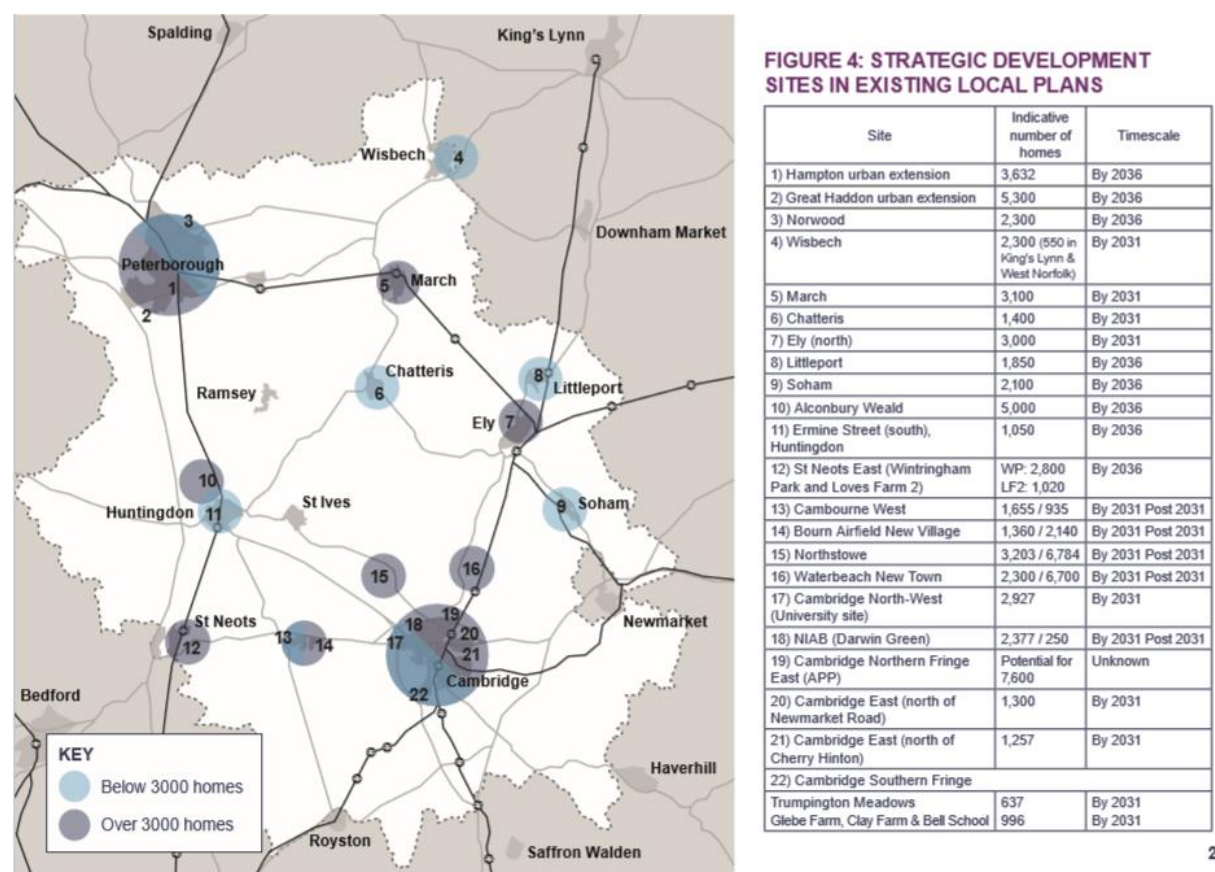 Spalding
King's Lynn
Wisbech
4
3
Downham Market
Peterborough
1
March
5
2
Chatteris
8
Littleport
Ramsey
6
Ely
7
10
Huntingdon
11
St Ives
9
Soham
15
16
Newmarket
St Neots
12
13
14
18
19
17
20
21
Cambridge
22
Bedford
KEY
Below 3000 homes
Over 3000 homes
Haverhill
Royston
Saffron Walden
FIGURE 4: STRATEGIC DEVELOPMENT
SITES IN EXISTING LOCAL PLANS
Site
Indicative
number of
homes
Timescale
1) Hampton urban extension 3,632 By 2036
2) Great Haddon urban extension 5,300 By 2036
3) Norwood 2,300 By 2036
4) Wisbech 2,300 (550 in By 2031
King's Lynn &
West Norfolk)
5) March 3,100 By 2031
6) Chatteris 1,400 By 2031
7) Ely (north) 3,000 By 2031
8) Littleport 1,850 By 2036
9) Soham 2,100 By 2036
10) Alconbury Weald 5,000 By 2036
11) Ermine Street (south), 1,050 By 2036
Huntingdon
12) St Neots East (Wintringham WP: 2,800 By 2036
Park and Loves Farm 2) LF2: 1,020
13) Cambourne West 1,655 / 935 By 2031 Post 2031
14) Bourn Airfield New Village 1,360 / 2,140 By 2031 Post 2031
15) Northstowe 3,203 / 6,784 By 2031 Post 2031
16) Waterbeach New Town 2,300 / 6,700 By 2031 Post 2031
17) Cambridge North-West 2,927 By 2031
(University site)
18) NIAB (Darwin Green) 2,377 / 250 By 2031 Post 2031
19) Cambridge Northern Fringe Potential for Unknown
East (APP) 7,600
20) Cambridge East (north of 1,300 By 2031
Newmarket Road)
21) Cambridge East (north of 1,257 By 2031
Cherry Hinton)
22) Cambridge Southern Fringe
Trumpington Meadows 637 By 2031
Glebe Farm, Clay Farm & Bell School 996 By 2031
2